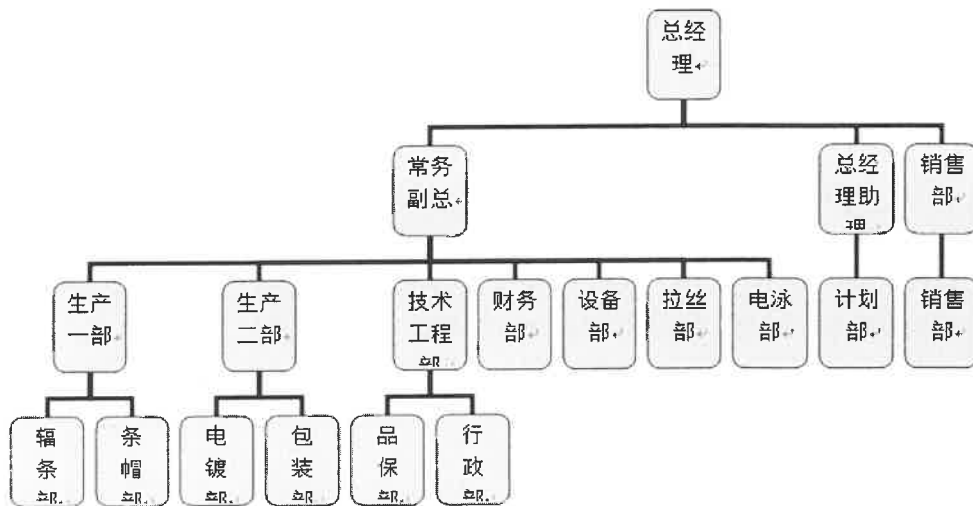 总经
理
常务
副总
总经
理助
理
销售
部
生产
一部
生产
二部
技术
工程
部
财务
部
设备
部
拉丝
部
电泳
部
计划
部
销售
部
辐
条
部
条
帽
部
电
镀
部
包
装
部
品
保
部
行
政
部